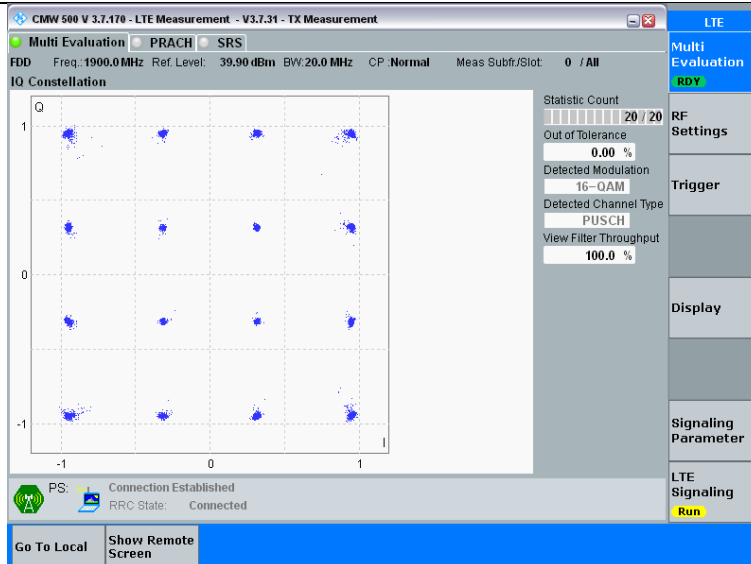 CMW 500 V 3.7.170 - LTE Measurement - V3.7.31 - TX Measurement
LTE
Multi Evaluation PRACH SRS
FDD Freq.:1900.0 MHz Ref. Level: 39.90 dBm BW:20.0 MHz CP :Normal Meas Subfr./Slot: 0 / All
IQ Constellation
Q
1
0
-1
I
-1 0 1
Statistic Count
20 / 20
Out of Tolerance
0.00 %
Detected Modulation
16-QAM
Detected Channel Type
PUSCH
View Filter Throughput
100.0 %
Multi
Evaluation
RDY
RF
Settings
Trigger
Display
Signaling
Parameter
LTE
Signaling
Run
PS: Connection Established
RRC State: Connected
Go To Local
Show Remote
Screen